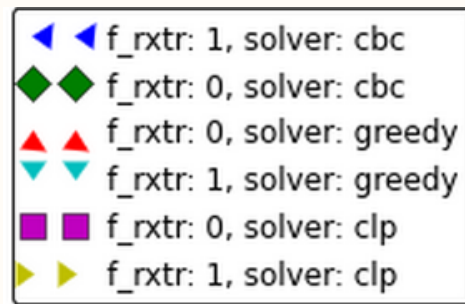 f_rxtr: 1, solver: cbc
f_rxtr: 0, solver: cbc
f_rxtr: 0, solver: greedy
f_rxtr: 1, solver: greedy
f_rxtr: 0, solver: clp
f_rxtr: 1, solver: clp